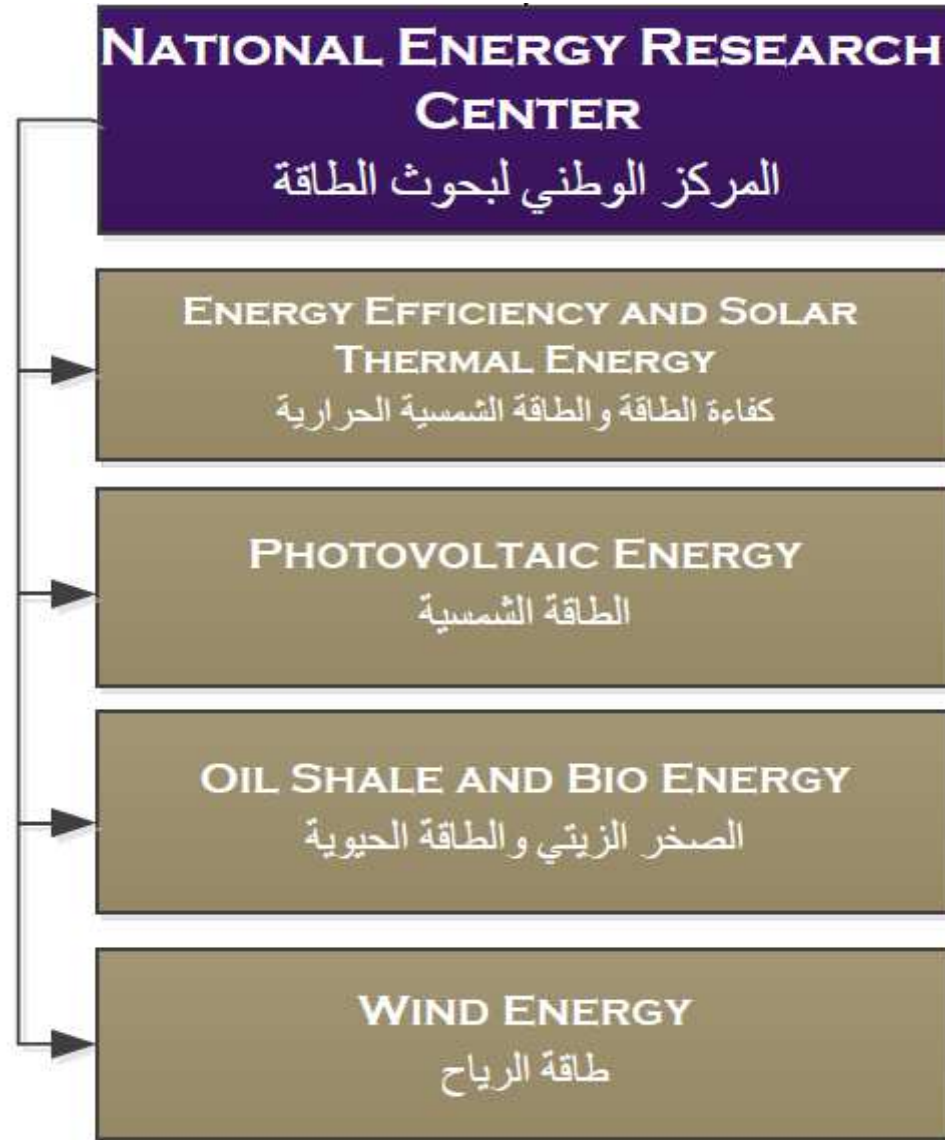 NATIONAL ENERGY RESEARCH
CENTER
المركز الوطني لبحوث الطاقة
ENERGY EFFICIENCY AND SOLAR
THERMAL ENERGY
كفاءة الطاقة والطاقة الشمسية الحرارية
PHOTOVOLTAIC ENERGY
الطاقة الشمسية
OIL SHALE AND BIO ENERGY
الصخر الزيتي والطاقة الحيوية
WIND ENERGY
طاقة الرياح